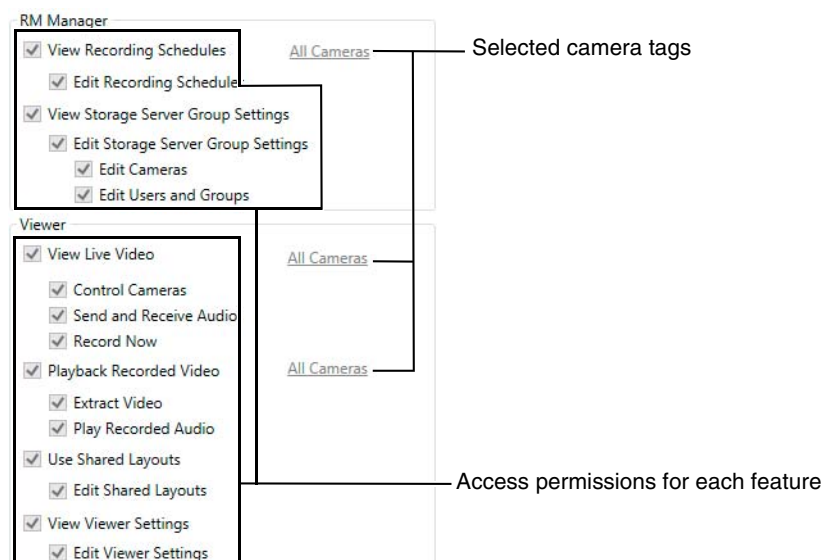 RM Manager
View Recording Schedules
All Cameras
Selected camera tags
Edit Recording Schedules
View Storage Server Group Settings
Edit Storage Server Group Settings
Edit Cameras
Edit Users and Groups
Viewer
View Live Video
All Cameras
Control Cameras
Send and Receive Audio
Record Now
Playback Recorded Video
All Cameras
Extract Video
Play Recorded Audio
Use Shared Layouts
Edit Shared Layouts
Access permissions for each feature
View Viewer Settings
Edit Viewer Settings